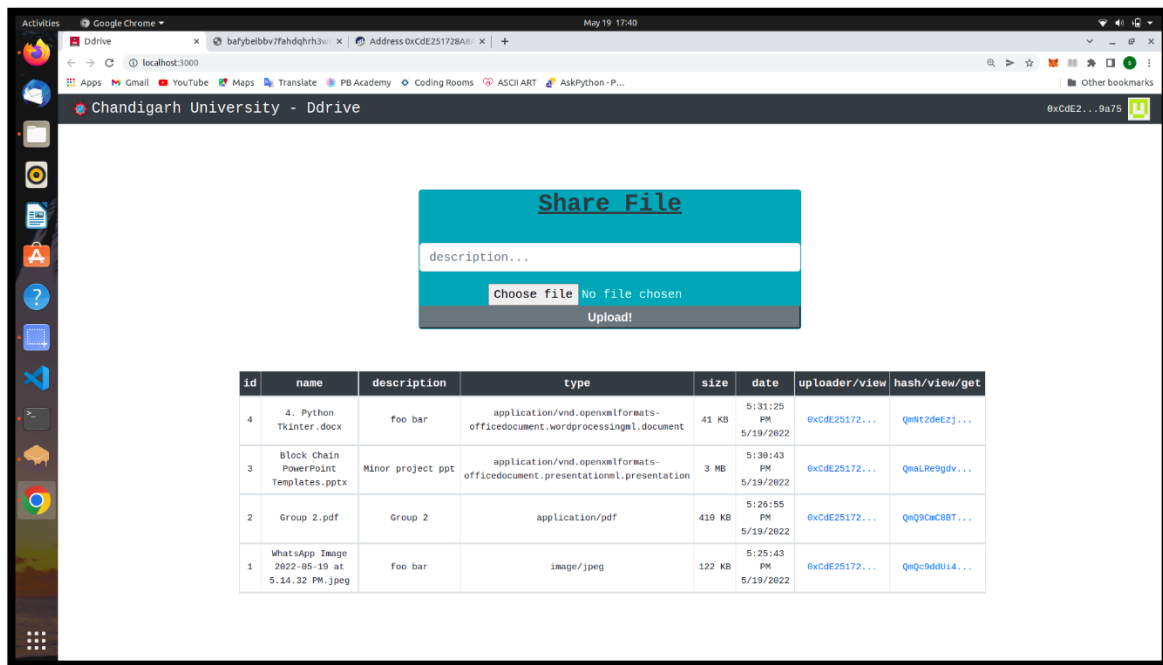 Activities Google Chrome May 19 17:40
Ddrive bafybeibbv7fahdqhrh3w Address 0xCdE251728A8
localhost:3000
Apps Gmail YouTube Maps Translate PB Academy Coding Rooms ASCII ART AskPython - P... Other bookmarks
Chandigarh University - Ddrive 0xCdE2...9a75
Share File
description...
Choose file No file chosen
Upload!
id name description type size date uploader/view hash/view/get
4 4. Python Tkinter.docx foo bar application/vnd.openxmlformats-officedocument.wordprocessingml.document 41 KB 5:31:25 PM 5/19/2022 0xCdE25172... QmNt2deEzj...
3 Block Chain PowerPoint Templates.pptx Minor project ppt application/vnd.openxmlformats-officedocument.presentationml.presentation 3 MB 5:30:43 PM 5/19/2022 0xCdE25172... QmaLRe9gdv...
2 Group 2.pdf Group 2 application/pdf 410 KB 5:26:55 PM 5/19/2022 0xCdE25172... QmQ9CmC8BT...
1 WhatsApp Image 2022-05-19 at 5.14.32 PM.jpeg foo bar image/jpeg 122 KB 5:25:43 PM 5/19/2022 0xCdE25172... QmQc9ddUi4...